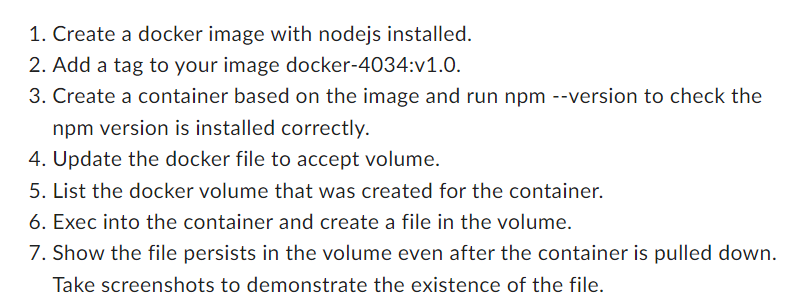 1. Create a docker image with nodejs installed.
2. Add a tag to your image docker-4034:v1.0.
3. Create a container based on the image and run npm --version to check the
npm version is installed correctly.
4. Update the docker file to accept volume.
5. List the docker volume that was created for the container.
6. Exec into the container and create a file in the volume.
7. Show the file persists in the volume even after the container is pulled down.
Take screenshots to demonstrate the existence of the file.